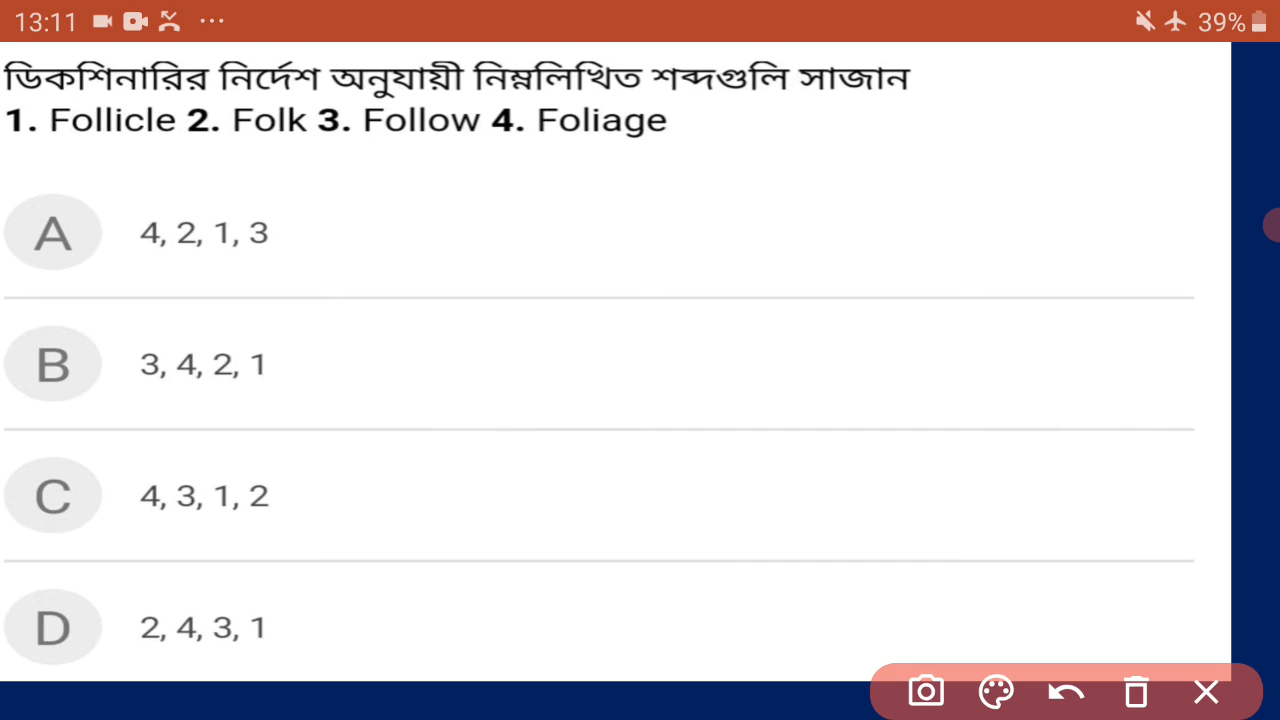 13:11 ... 39%
ডিকশিনারির নির্দেশ অনুযায়ী নিম্নলিখিত শব্দগুলি সাজান
1. Follicle 2. Folk 3. Follow 4. Foliage
A 4, 2, 1, 3
B 3, 4, 2, 1
C 4, 3, 1, 2
D 2, 4, 3, 1